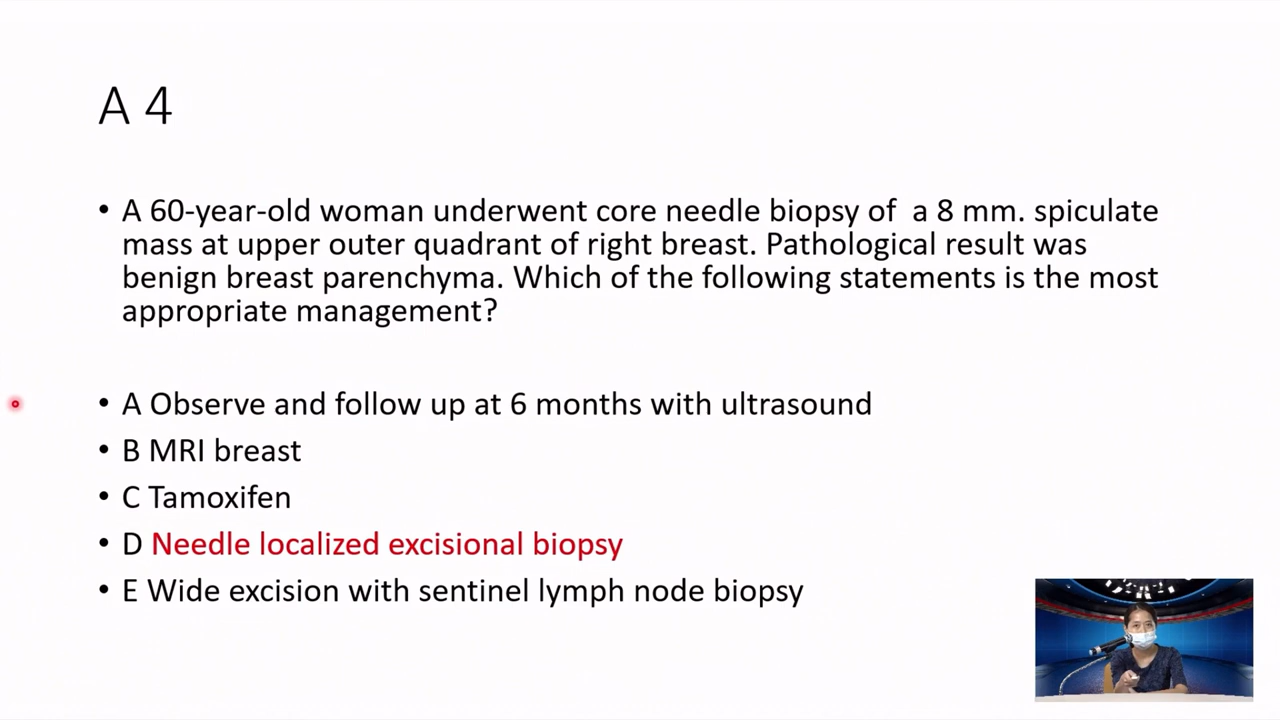 A 4
• A 60-year-old woman underwent core needle biopsy of  a 8 mm. spiculate
mass at upper outer quadrant of right breast. Pathological result was
benign breast parenchyma. Which of the following statements is the most
appropriate management?
• A Observe and follow up at 6 months with ultrasound
• B MRI breast
• C Tamoxifen
• D Needle localized excisional biopsy
• E Wide excision with sentinel lymph node biopsy